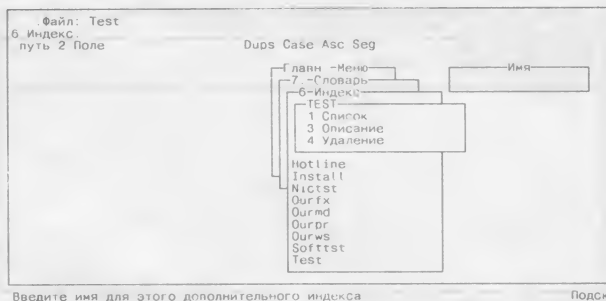 Файл: Test
6 Индекс.
путь 2 Поле
Dups Case Asc Seg
Главн -Меню
Имя
7.-Словарь
6-Индекс
TEST
1 Список
3 Описание
4 Удаление
Hotline
Install
Nictst
Ourfx
Ourmd
Ourpr
Ourws
Softtst
Test
Введите имя для этого дополнительного индекса
Подск